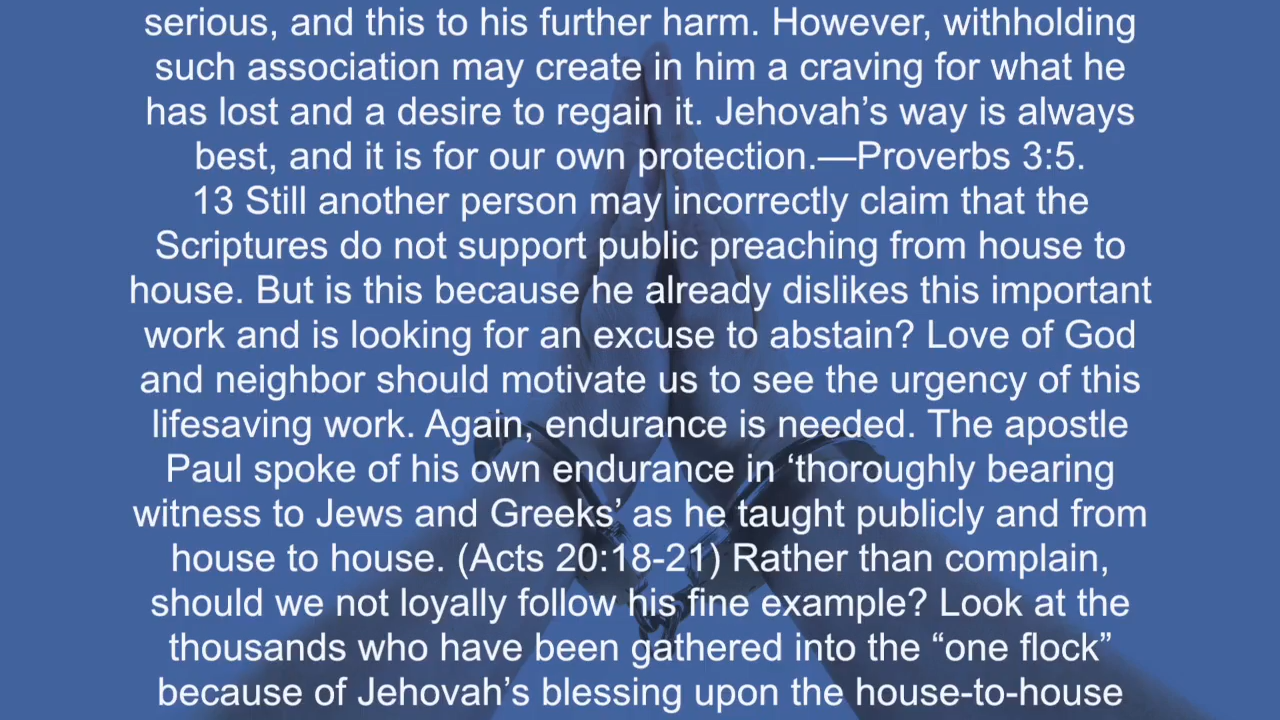 serious, and this to his further harm. However, withholding
such association may create in him a craving for what he
has lost and a desire to regain it. Jehovah’s way is always
best, and it is for our own protection.—Proverbs 3:5.
13 Still another person may incorrectly claim that the
Scriptures do not support public preaching from house to
house. But is this because he already dislikes this important
work and is looking for an excuse to abstain? Love of God
and neighbor should motivate us to see the urgency of this
lifesaving work. Again, endurance is needed. The apostle
Paul spoke of his own endurance in ‘thoroughly bearing
witness to Jews and Greeks’ as he taught publicly and from
house to house. (Acts 20:18-21) Rather than complain,
should we not loyally follow his fine example? Look at the
thousands who have been gathered into the “one flock”
because of Jehovah’s blessing upon the house-to-house